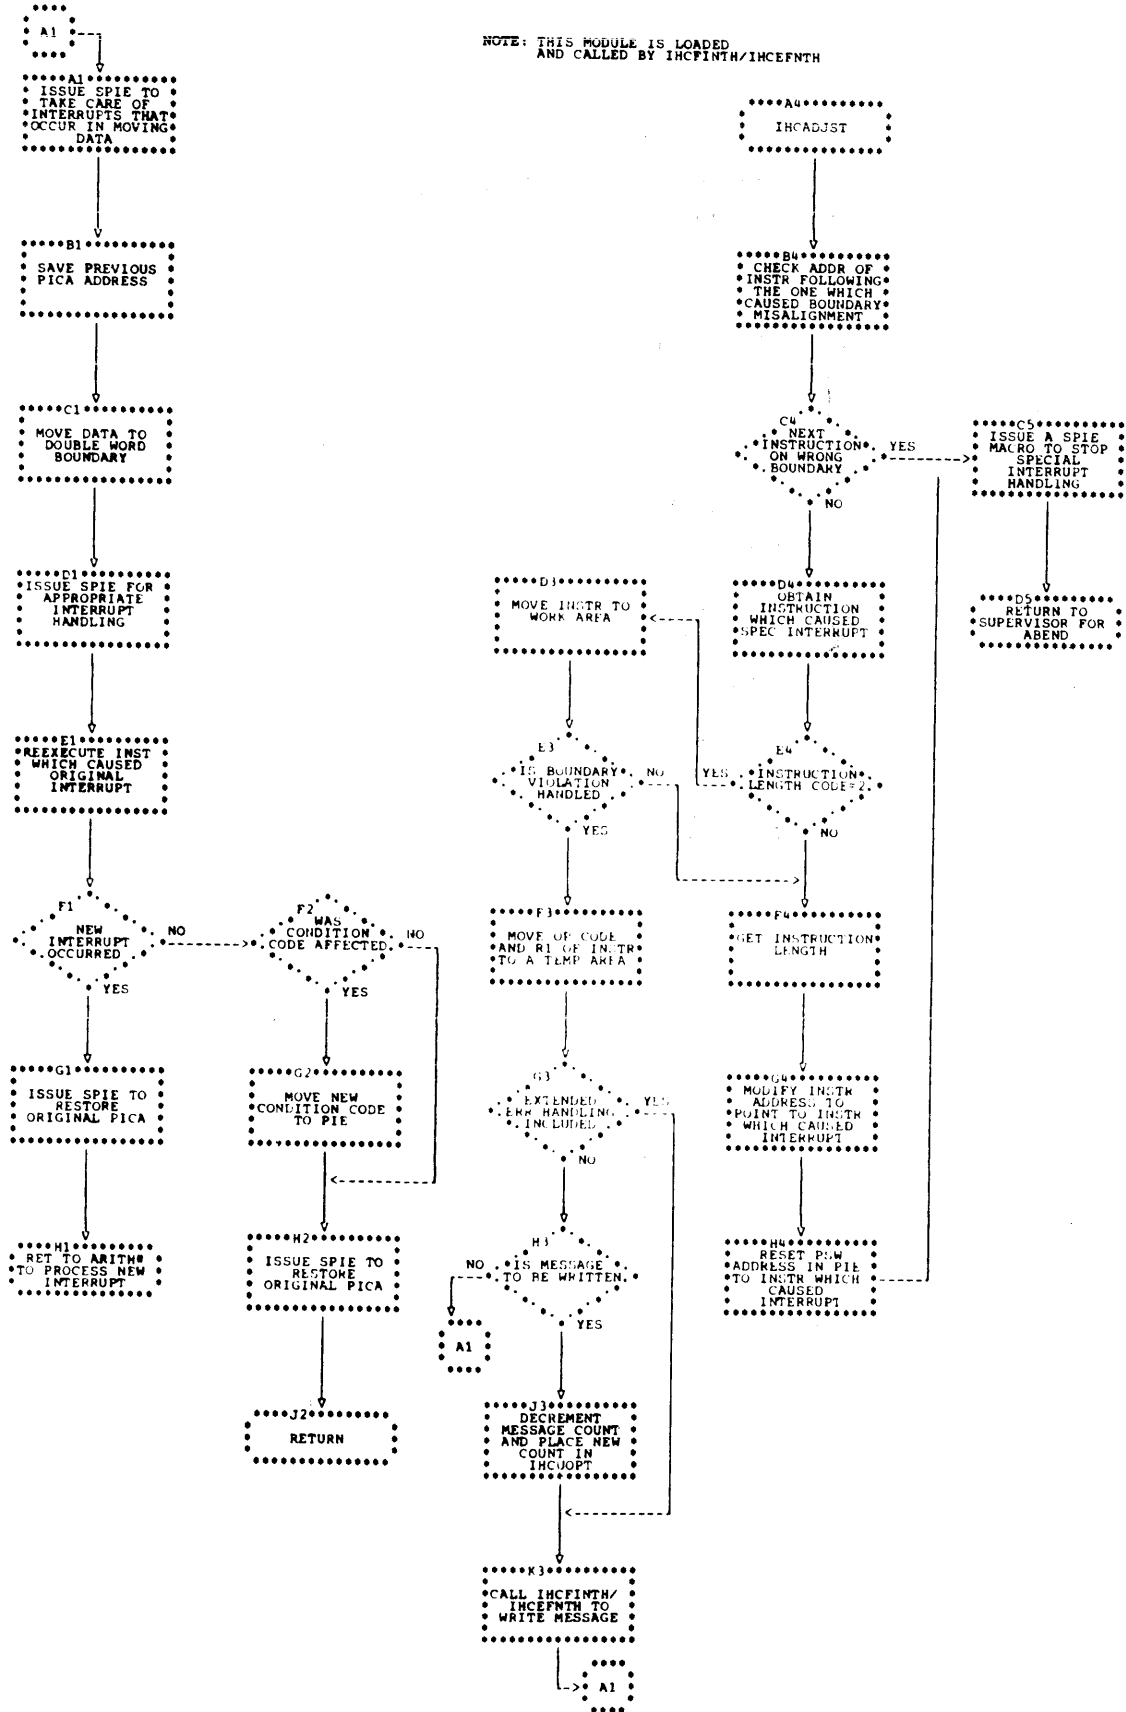 A1
NOTE: THIS MODULE IS LOADED
AND CALLED BY IHCFINTH/IHCEFNTH
A1
ISSUE SPIE TO
TAKE CARE OF
INTERRUPTS THAT
OCCUR IN MOVING
DATA
B1
SAVE PREVIOUS
PICA ADDRESS
C1
MOVE DATA TO
DOUBLE WORD
BOUNDARY
D1
ISSUE SPIE FOR
APPROPRIATE
INTERRUPT
HANDLING
E1
REEXECUTE INST
WHICH CAUSED
ORIGINAL
INTERRUPT
F1
NEW
INTERRUPT
OCCURRED
NO
YES
G1
ISSUE SPIE TO
RESTORE
ORIGINAL PICA
H1
RET TO ARITH#
TO PROCESS NEW
INTERRUPT
F2
WAS
CONDITION
CODE AFFECTED
NO
YES
G2
MOVE NEW
CONDITION CODE
TO PIE
H2
ISSUE SPIE TO
RESTORE
ORIGINAL PICA
J2
RETURN
D3
MOVE INSTR TO
WORK AREA
E3
IS BOUNDARY
VIOLATION
HANDLED
NO
YES
F3
MOVE OP CODE
AND R1 OF INSTR
TO A TEMP AREA
G3
EXTENDED
ERR HANDLING
INCLUDED
YES
NO
H3
IS MESSAGE
TO BE WRITTEN
NO
YES
A1
J3
DECREMENT
MESSAGE COUNT
AND PLACE NEW
COUNT IN
IHCUOPT
K3
CALL IHCFINTH/
IHCEFNTH TO
WRITE MESSAGE
A1
A4
IHCADJST
B4
CHECK ADDR OF
INSTR FOLLOWING
THE ONE WHICH
CAUSED BOUNDARY
MISALIGNMENT
C4
NEXT
INSTRUCTION
ON WRONG
BOUNDARY
YES
NO
D4
OBTAIN
INSTRUCTION
WHICH CAUSED
SPEC INTERRUPT
E4
INSTRUCTION
LENGTH CODE=2
YES
NO
F4
GET INSTRUCTION
LENGTH
G4
MODIFY INSTR
ADDRESS TO
POINT TO INSTR
WHICH CAUSED
INTERRUPT
H4
RESET PSW
ADDRESS IN PIE
TO INSTR WHICH
CAUSED
INTERRUPT
C5
ISSUE A SPIE
MACRO TO STOP
SPECIAL
INTERRUPT
HANDLING
D5
RETURN TO
SUPERVISOR FOR
ABEND